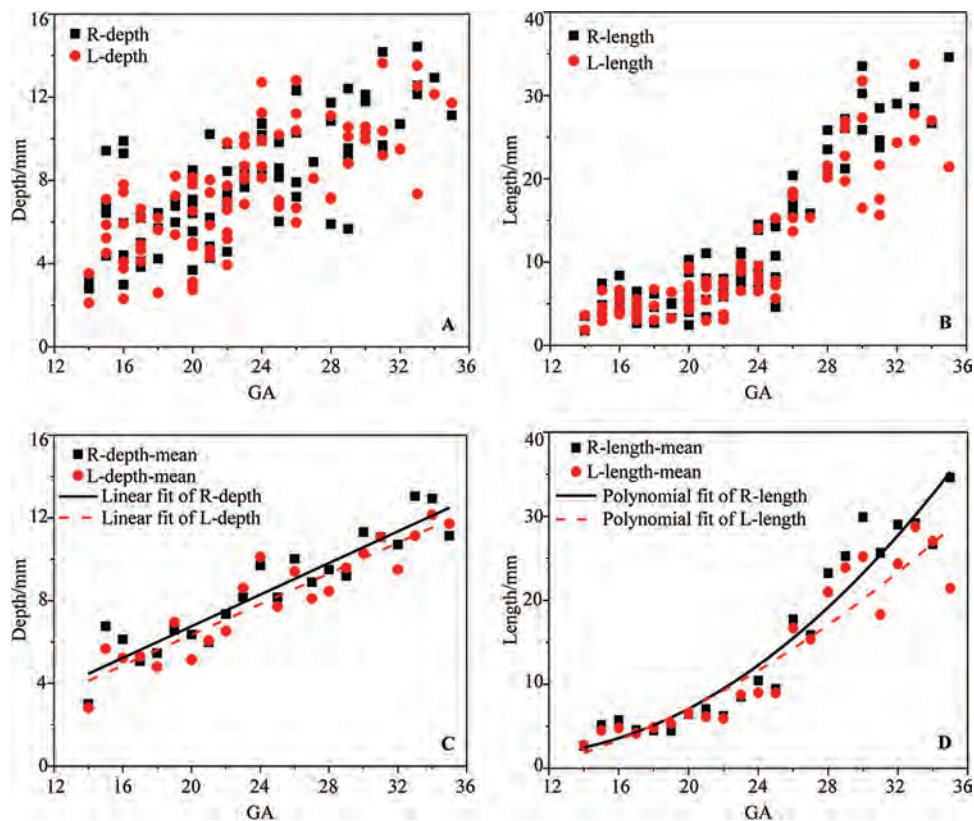 16
12
8
4
0
Depth/mm
R-depth
L-depth
A
12
16
20
24
28
32
36
GA
40
30
20
10
0
Length/mm
R-length
L-length
B
12
16
20
24
28
32
36
GA
16
12
8
4
0
Depth/mm
R-depth-mean
L-depth-mean
Linear fit of R-depth
Linear fit of L-depth
C
12
16
20
24
28
32
36
GA
40
30
20
10
0
Length/mm
R-length-mean
L-length-mean
Polynomial fit of R-length
Polynomial fit of L-length
D
12
16
20
24
28
32
36
GA